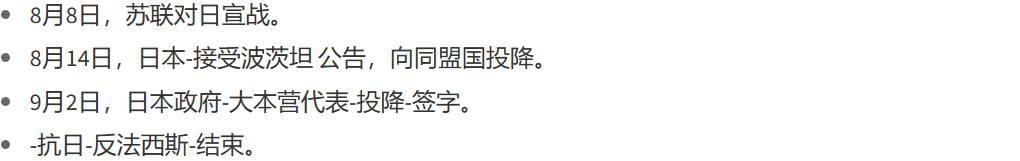 8月8日，苏联对日宣战。
8月14日，日本-接受波茨坦 公告，向同盟国投降。
9月2日，日本政府-大本营代表-投降-签字。
-抗日-反法西斯-结束。